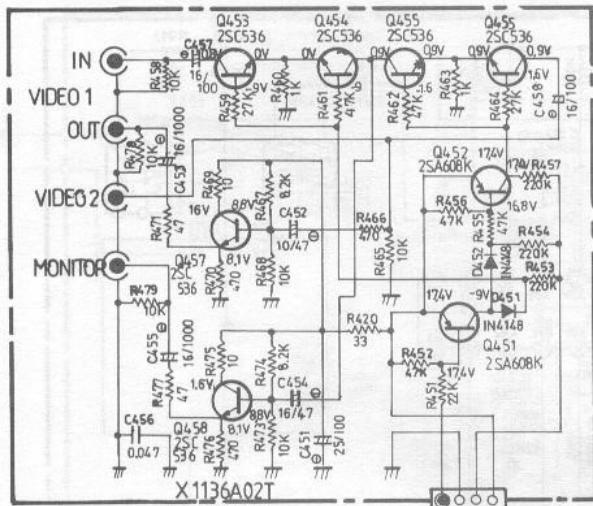 Q453
2SC536
Q454
2SC536
Q455
2SC536
Q455
2SC536
IN
C457
16/100
R458
10K
0V
0V
0,9V
0,9V
0,9V
0,9V
-9V
R459
27K
R460
1K
R461
47K
-.6
R462
47K
-1.6
R463
1K
R464
27K
1,6V
C458
16/100
VIDEO 1
OUT
R478
10K
C453
16/1000
VIDEO 2
Q452
2SA608K
17,4V
17,4V
R457
220K
16,8V
R456
47K
R455
47K
R454
220K
R453
220K
D452
IN4148
R469
10
R467
8.2K
16V
8,8V
C452
10/47
R466
470
R465
10K
R471
47
8,1V
Q457
2SC
536
R470
470
R468
10K
MONITOR
R479
10K
C455
16/1000
R477
47
R475
10
R474
8.2K
R420
33
17,4V
-9V
D451
IN4148
Q451
2SA608K
R452
47K
17,4V
R451
22K
1.6V
88V
C454
16/47
8,1V
C456
0.047
Q458
2SC
536
R476
470
R473
10K
C451
25/100
X1136A02T